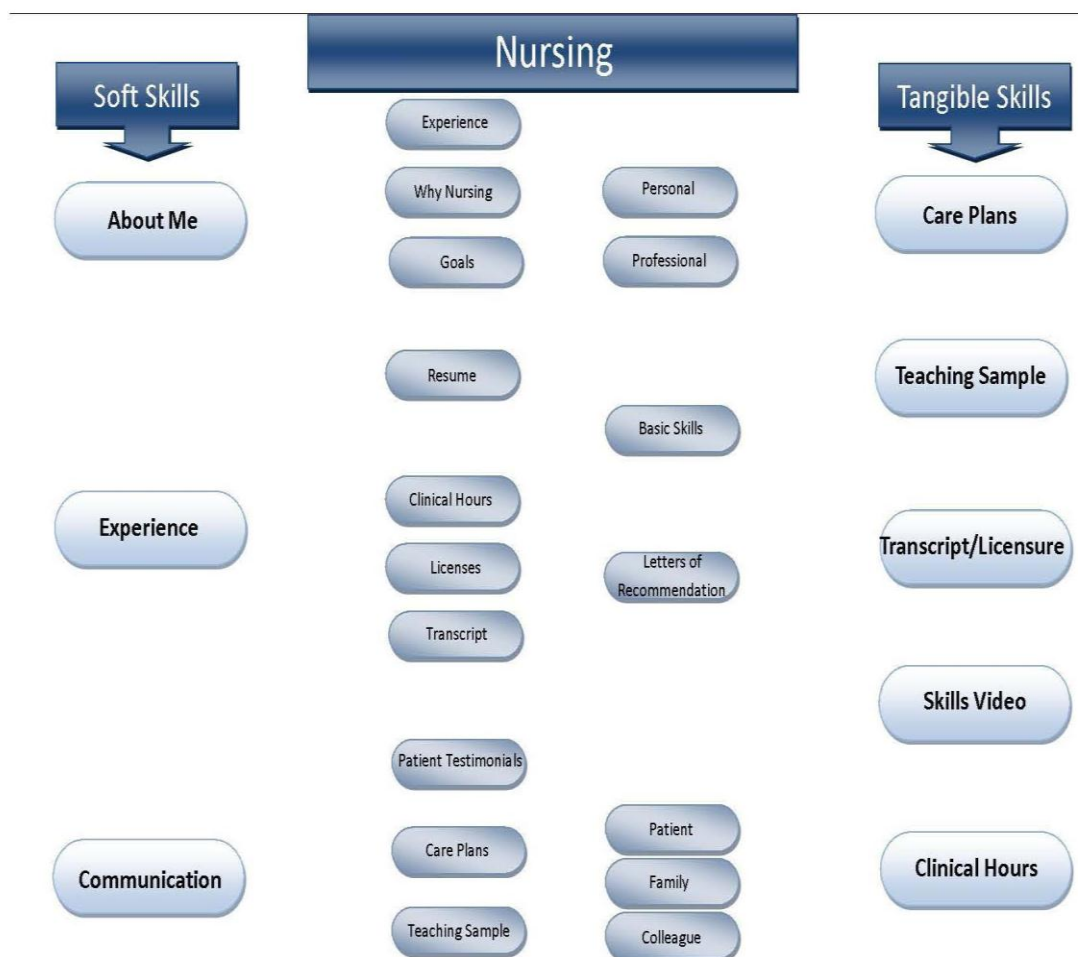 Nursing
Soft Skills
Tangible Skills
Experience
About Me
Why Nursing
Personal
Care Plans
Goals
Professional
Resume
Teaching Sample
Basic Skills
Experience
Clinical Hours
Transcript/Licensure
Licenses
Letters of
Recommendation
Transcript
Skills Video
Patient Testimonials
Communication
Care Plans
Patient
Clinical Hours
Family
Teaching Sample
Colleague